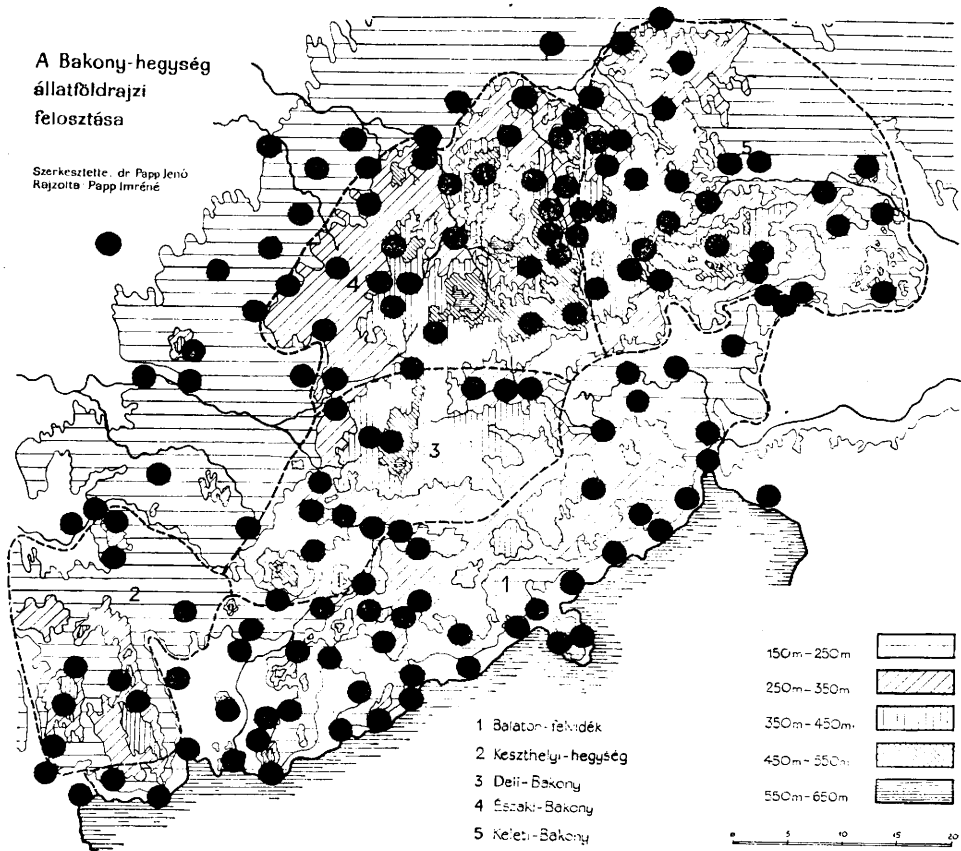 A Bakony-hegység
állatföldrajzi
felosztása
Szerkesztette: dr Papp Jenő
Rajzolta: Papp Imréné
5
4
3
2
1
150m-250m
250m-350m
350m-450m
450m-550m
550m-650m
1 Balaton-felvidék
2 Keszthelyi-hegység
3 Déli-Bakony
4 Északi-Bakony
5 Keleti-Bakony
0 5 10 15 20